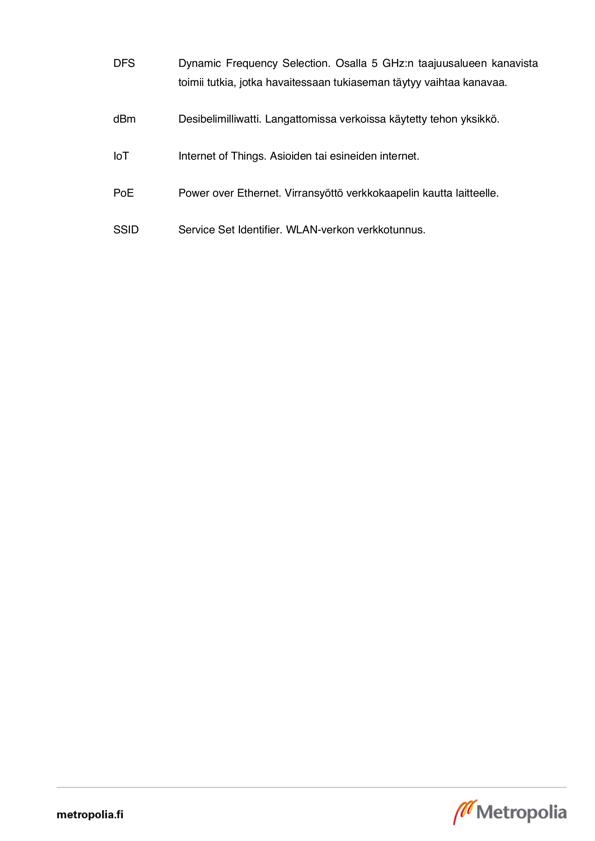 DFS Dynamic Frequency Selection. Osalla 5 GHz:n taajuusalueen kanavista
toimii tutkia, jotka havaitessaan tukiaseman täytyy vaihtaa kanavaa.
dBm Desibelimilliwatti. Langattomissa verkoissa käytetty tehon yksikkö.
IoT Internet of Things. Asioiden tai esineiden internet.
PoE Power over Ethernet. Virransyöttö verkkokaapelin kautta laitteelle.
SSID Service Set Identifier. WLAN-verkon verkkotunnus.
metropolia.fi
Metropolia